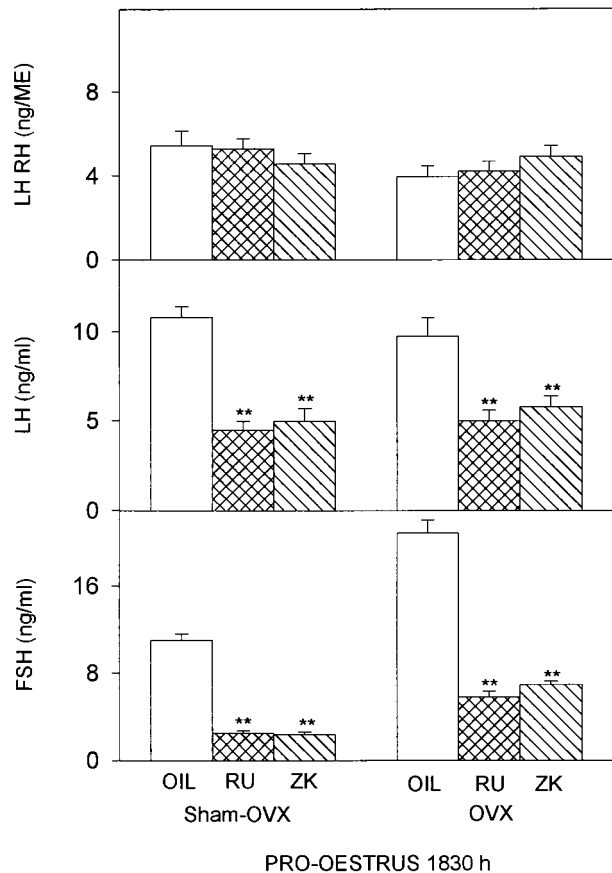 LH RH (ng/ME)
8
4
0
LH (ng/ml)
10
5
0
** **
** **
FSH (ng/ml)
16
8
0
** **
** **
OIL RU ZK OIL RU ZK
Sham-OVX OVX
PRO-OESTRUS 1830 h